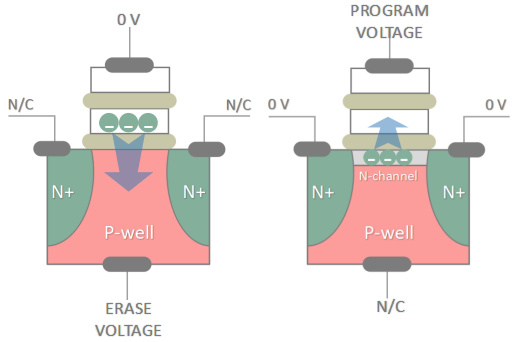 0 V
N/C
N/C
N+
N+
P-well
ERASE
VOLTAGE
PROGRAM
VOLTAGE
0 V
0 V
N-channel
N+
N+
P-well
N/C